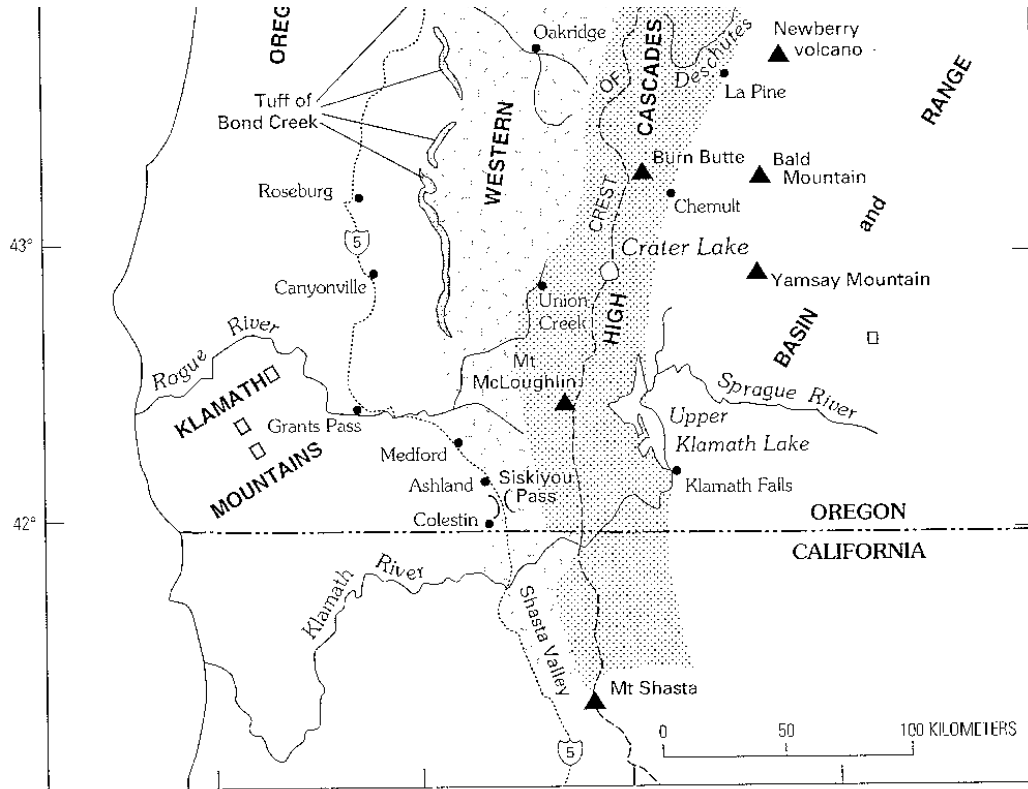 OREG
Oakridge
OF
CASCADES
Deschutes
Newberry
volcano
La Pine
RANGE
Tuff of
Bond Creek
WESTERN
Burn Butte
Bald
Mountain
Roseburg
CREST
Chemult
and
43°
5
Crater Lake
Canyonville
Yamsay Mountain
Union
Creek
HIGH
BASIN
Rogue River
Mt
McLoughlin
Sprague River
KLAMATH
MOUNTAINS
Grants Pass
Upper
Klamath Lake
Medford
Ashland
Siskiyou
Pass
Klamath Falls
Colestin
42°
OREGON
CALIFORNIA
Klamath River
Shasta Valley
Mt Shasta
5
0 50 100 KILOMETERS